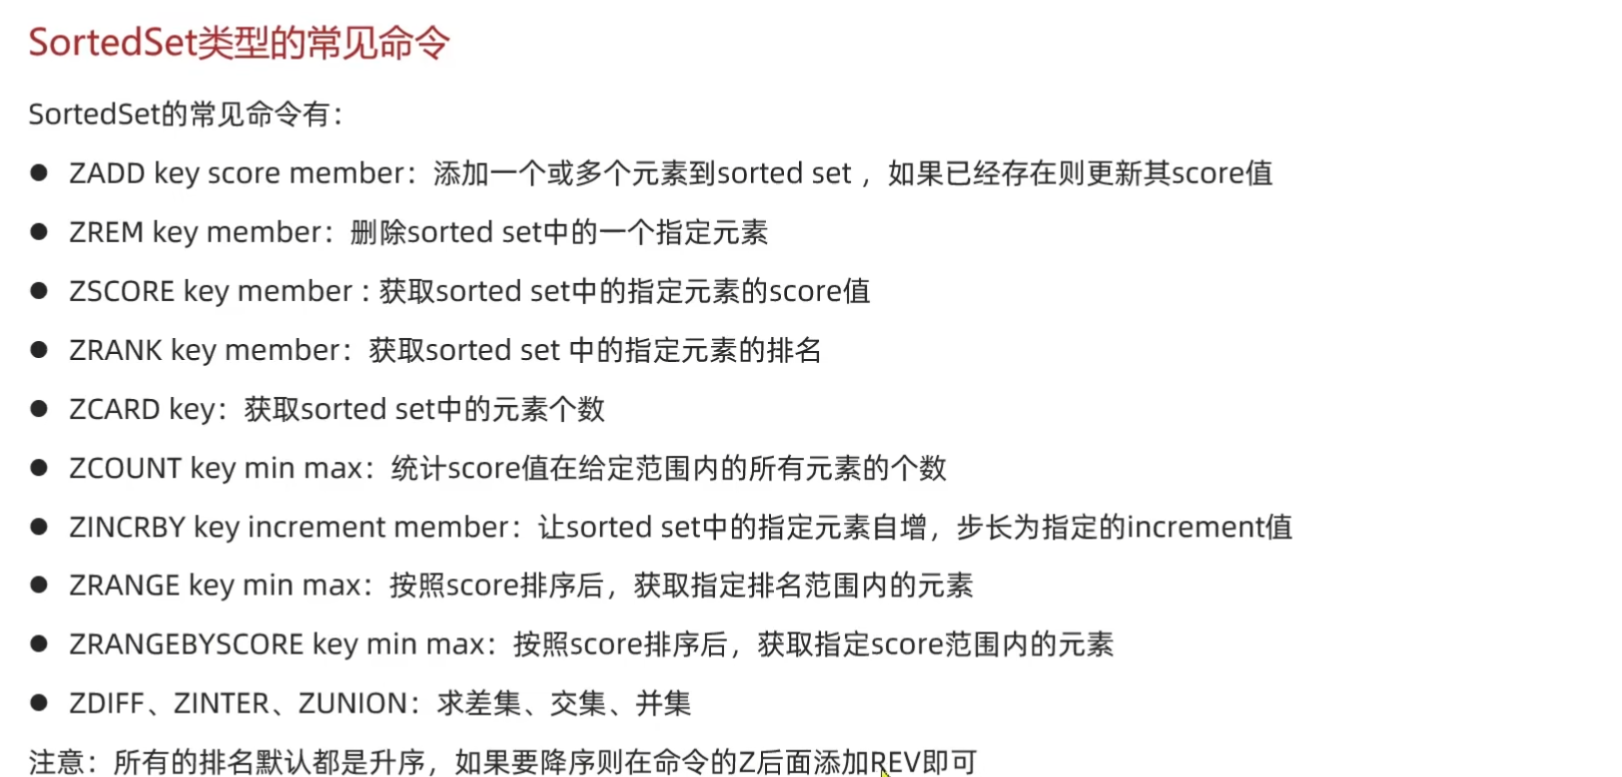 SortedSet类型的常见命令
SortedSet的常见命令有：
● ZADD key score member：添加一个或多个元素到sorted set ，如果已经存在则更新其score值
● ZREM key member：删除sorted set中的一个指定元素
● ZSCORE key member : 获取sorted set中的指定元素的score值
● ZRANK key member：获取sorted set 中的指定元素的排名
● ZCARD key：获取sorted set中的元素个数
● ZCOUNT key min max：统计score值在给定范围内的所有元素的个数
● ZINCRBY key increment member：让sorted set中的指定元素自增，步长为指定的increment值
● ZRANGE key min max：按照score排序后，获取指定排名范围内的元素
● ZRANGEBYSCORE key min max：按照score排序后，获取指定score范围内的元素
● ZDIFF、ZINTER、ZUNION：求差集、交集、并集
注意：所有的排名默认都是升序，如果要降序则在命令的Z后面添加REV即可